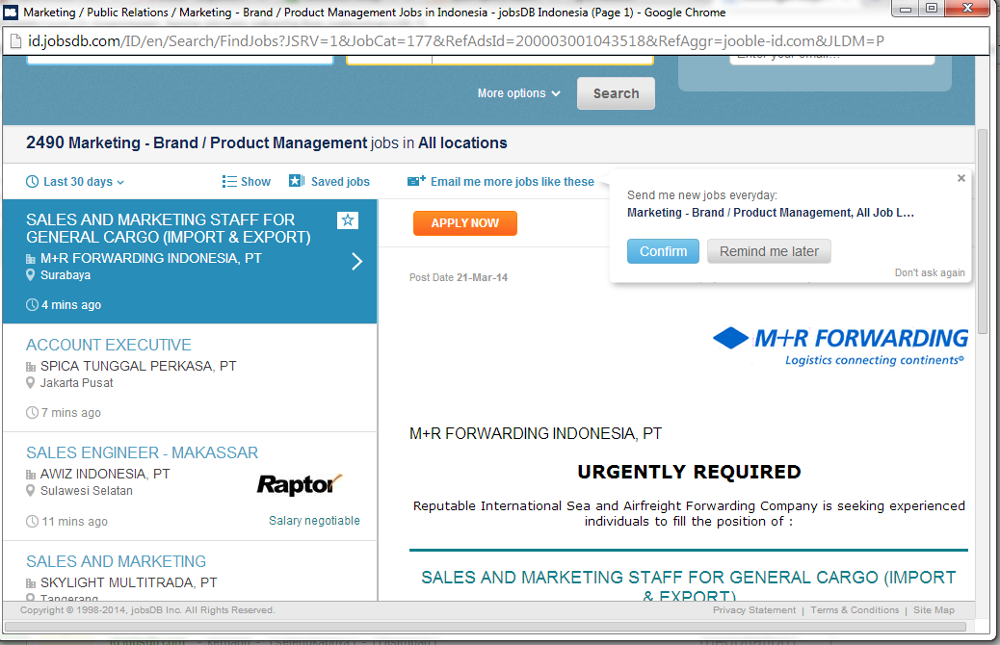 Marketing / Public Relations / Marketing - Brand / Product Management Jobs in Indonesia - jobsDB Indonesia (Page 1) - Google Chrome
id.jobsdb.com/ID/en/Search/FindJobs?JSRV=1&JobCat=177&RefAdsId=200003001043518&RefAggr=jooble-id.com&JLDM=P
Enter your email...
More options
Search
2490 Marketing - Brand / Product Management jobs in All locations
Last 30 days
Show
Saved jobs
Email me more jobs like these
SALES AND MARKETING STAFF FOR
GENERAL CARGO (IMPORT & EXPORT)
M+R FORWARDING INDONESIA, PT
Surabaya
4 mins ago
ACCOUNT EXECUTIVE
SPICA TUNGGAL PERKASA, PT
Jakarta Pusat
7 mins ago
SALES ENGINEER - MAKASSAR
AWIZ INDONESIA, PT
Sulawesi Selatan
Raptor
11 mins ago
Salary negotiable
SALES AND MARKETING
SKYLIGHT MULTITRADA, PT
Tangerang
APPLY NOW
Send me new jobs everyday:
Marketing - Brand / Product Management, All Job L...
Confirm
Remind me later
Don't ask again
Post Date 21-Mar-14
M+R FORWARDING
Logistics connecting continents©
M+R FORWARDING INDONESIA, PT
URGENTLY REQUIRED
Reputable International Sea and Airfreight Forwarding Company is seeking experienced
individuals to fill the position of :
SALES AND MARKETING STAFF FOR GENERAL CARGO (IMPORT
& EXPORT)
Copyright © 1998-2014, jobsDB Inc. All Rights Reserved.
Privacy Statement | Terms & Conditions | Site Map